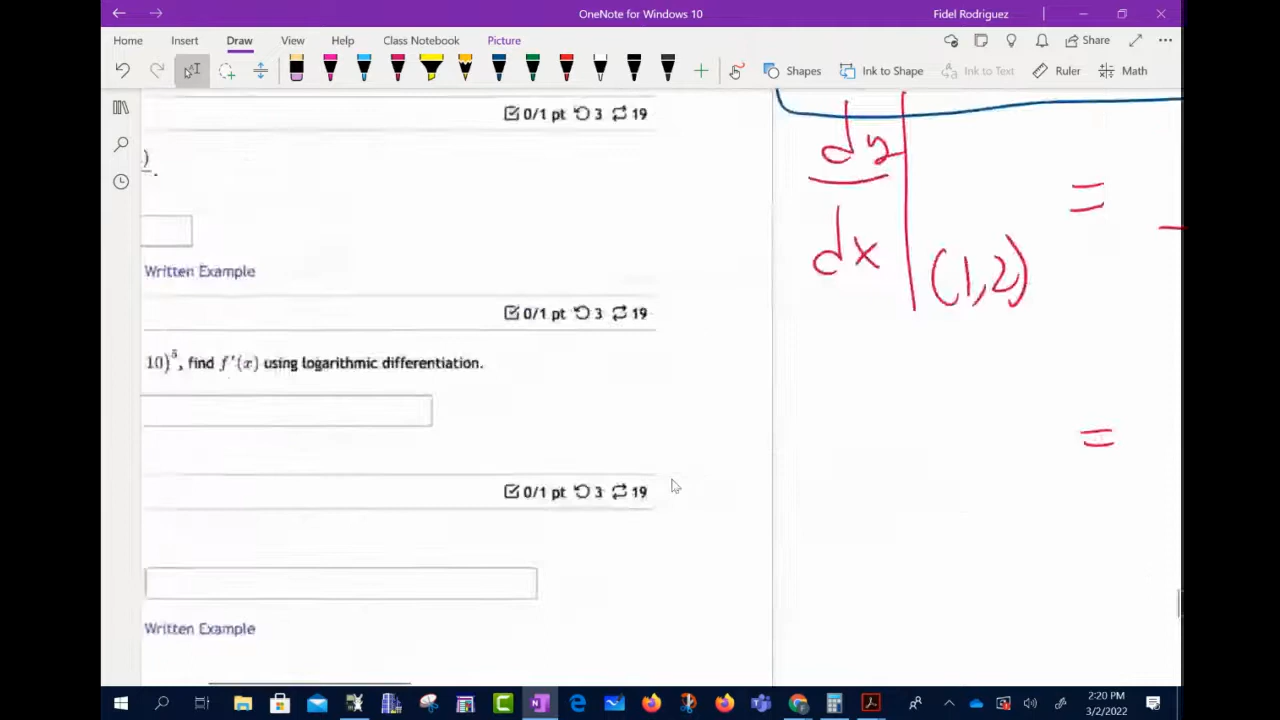 OneNote for Windows 10
Fidel Rodriguez
Home Insert Draw View Help Class Notebook Picture
Share
Shapes Ink to Shape Ink to Text Ruler Math
0/1 pt 3 19
)
.
Written Example
0/1 pt 3 19
10)^5, find f'(x) using logarithmic differentiation.
0/1 pt 3 19
Written Example
dy
dx
(1,2)
=
=
2:20 PM
3/2/2022